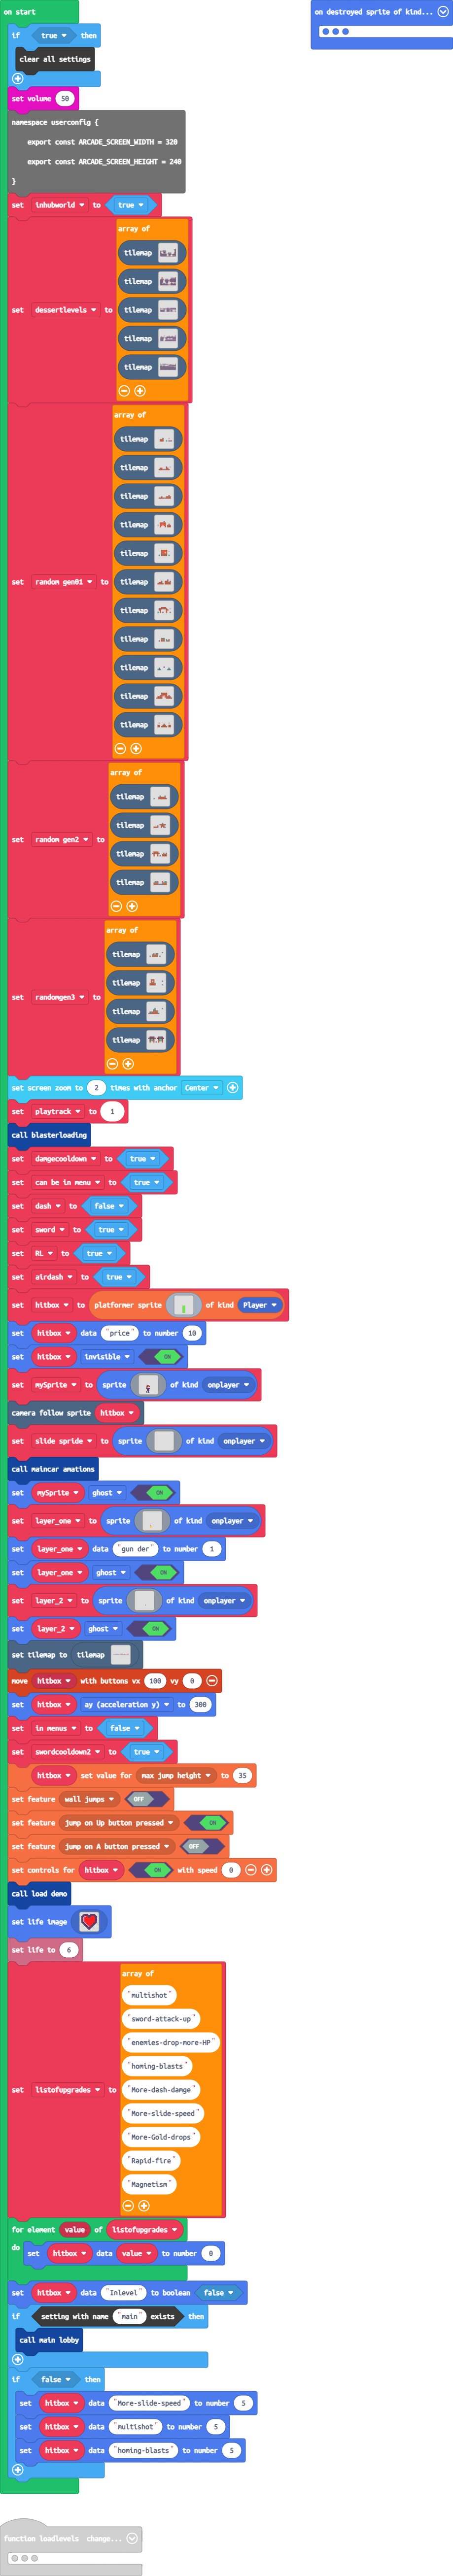 on start
on destroyed sprite of kind...
if true then
clear all settings
set volume 50
namespace userconfig {
export const ARCADE_SCREEN_WIDTH = 320
export const ARCADE_SCREEN_HEIGHT = 240
}
set inhubworld to true
array of
tilemap
tilemap
set dessertlevels to tilemap
tilemap
tilemap
array of
tilemap
tilemap
tilemap
tilemap
tilemap
set random gen01 to tilemap
tilemap
tilemap
tilemap
tilemap
tilemap
array of
tilemap
tilemap
set random gen2 to
tilemap
tilemap
array of
tilemap
tilemap
set randomgen3 to
tilemap
tilemap
set screen zoom to 2 times with anchor Center
set playtrack to 1
call blasterloading
set damgecooldown to true
set can be in menu to true
set dash to false
set sword to true
set RL to true
set airdash to true
set hitbox to platformer sprite of kind Player
set hitbox data "price" to number 10
set hitbox invisible ON
set mySprite to sprite of kind onplayer
camera follow sprite hitbox
set slide spride to sprite of kind onplayer
call maincar amations
set mySprite ghost ON
set layer_one to sprite of kind onplayer
set layer_one data "gun der" to number 1
set layer_one ghost ON
set layer_2 to sprite of kind onplayer
set layer_2 ghost ON
set tilemap to tilemap
move hitbox with buttons vx 100 vy 0
set hitbox ay (acceleration y) to 300
set in menus to false
set swordcooldown2 to true
hitbox set value for max jump height to 35
set feature wall jumps OFF
set feature jump on Up button pressed ON
set feature jump on A button pressed OFF
set controls for hitbox ON with speed 0
call load demo
set life image
set life to 6
array of
"multishot"
"sword-attack-up"
"enemies-drop-more-HP"
"homing-blasts"
set listofupgrades to "More-dash-damge"
"More-slide-speed"
"More-Gold-drops"
"Rapid-fire"
"Magnetism"
for element value of listofupgrades
do set hitbox data value to number 0
set hitbox data "Inlevel" to boolean false
if setting with name "main" exists then
call main lobby
if false then
set hitbox data "More-slide-speed" to number 5
set hitbox data "multishot" to number 5
set hitbox data "homing-blasts" to number 5
function loadlevels change...